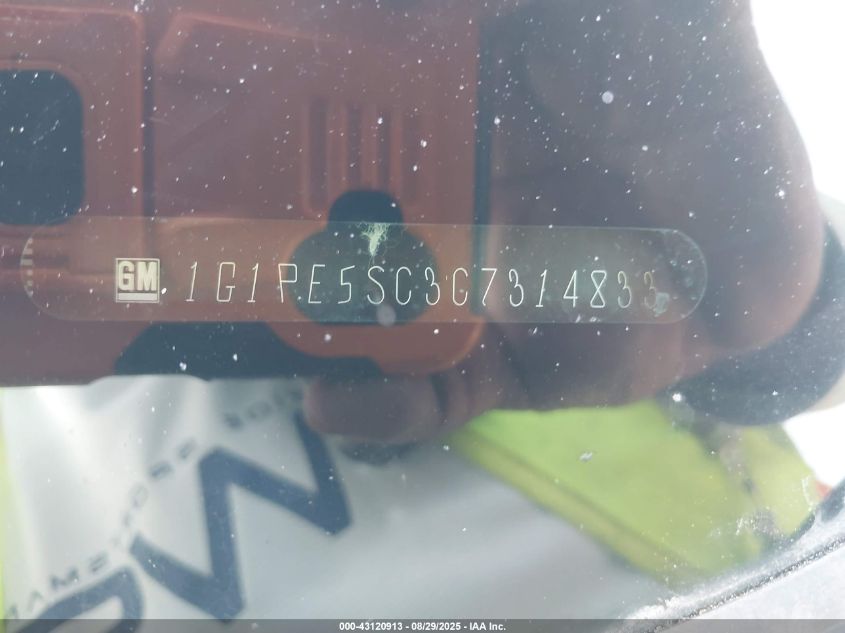 GM 1G1PE5SC3C7314833
000-43120913 - 08/29/2025 - IAA Inc.